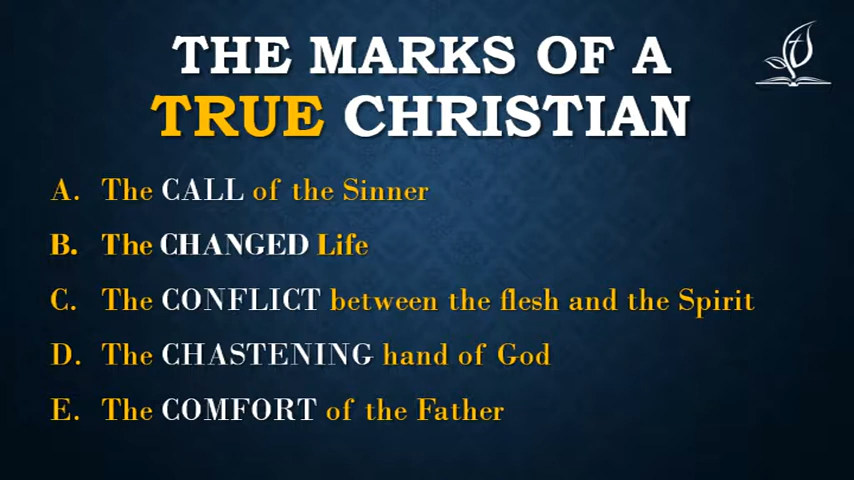 THE MARKS OF A
TRUE CHRISTIAN
A. The CALL of the Sinner
B. The CHANGED Life
C. The CONFLICT between the flesh and the Spirit
D. The CHASTENING hand of God
E. The COMFORT of the Father